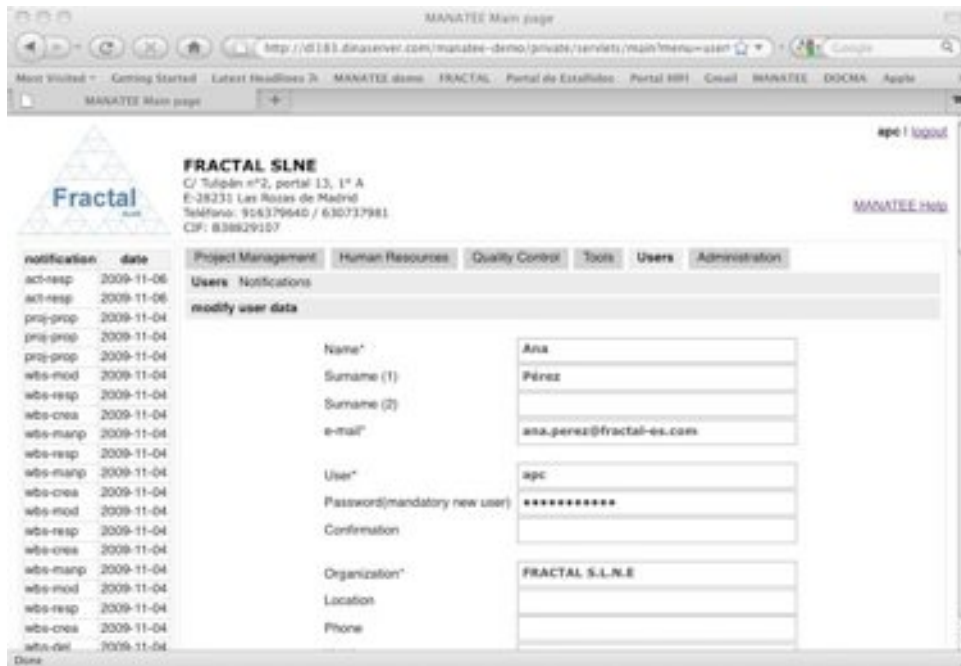 MANATEE Main page
http://dl183.dinaserver.com/manatee-demo/private/servlets/main?menu=user
Google
Most Visited Getting Started Latest Headlines MANATEE demo FRACTAL Portal de Estallidos Portal HIFI Gmail MANATEE DOCMA Apple
MANATEE Main page
apc | logout
Fractal
FRACTAL SLNE
C/ Tulipán nº2, portal 13, 1º A
E-28231 Las Rozas de Madrid
Teléfono: 916379640 / 630737981
CIF: B38829107
MANATEE Help
notification date
act-resp 2009-11-06
act-resp 2009-11-06
proj-prop 2009-11-04
proj-prop 2009-11-04
proj-prop 2009-11-04
wbs-mod 2009-11-04
wbs-resp 2009-11-04
wbs-crea 2009-11-04
wbs-manp 2009-11-04
wbs-resp 2009-11-04
wbs-manp 2009-11-04
wbs-crea 2009-11-04
wbs-mod 2009-11-04
wbs-resp 2009-11-04
wbs-crea 2009-11-04
wbs-manp 2009-11-04
wbs-mod 2009-11-04
wbs-resp 2009-11-04
wbs-crea 2009-11-04
wbs-del 2009-11-04
Project Management Human Resources Quality Control Tools Users Administration
Users Notifications
modify user data
Name* Ana
Surname (1) Pérez
Surname (2)
e-mail* ana.perez@fractal-es.com
User* apc
Password(mandatory new user) •••••••••••
Confirmation
Organization* FRACTAL S.L.N.E
Location
Phone
Done